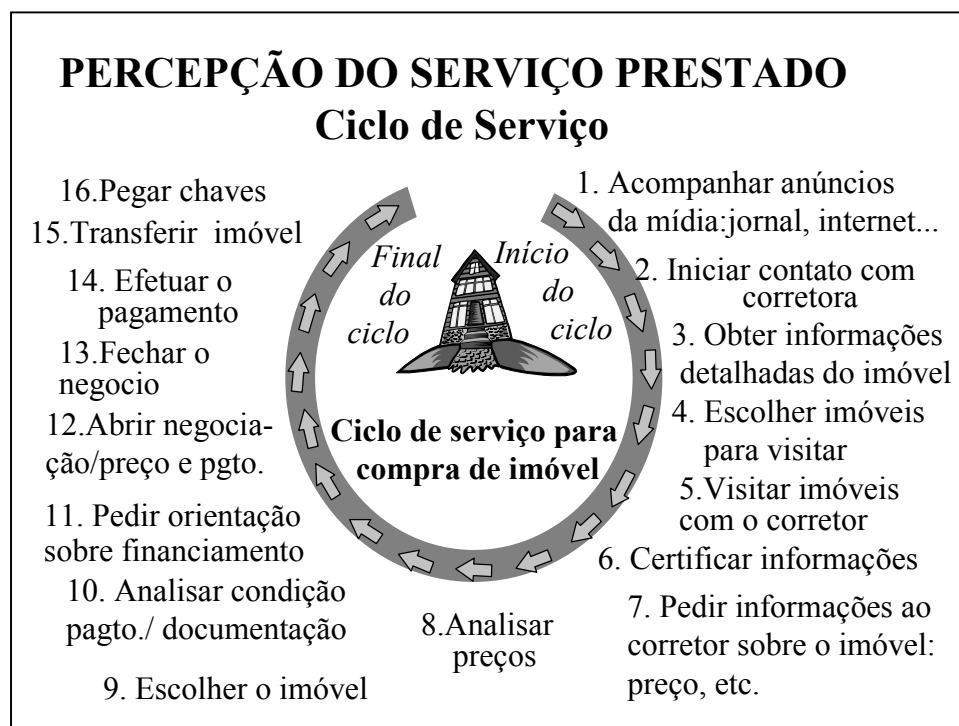 PERCEPÇÃO DO SERVIÇO PRESTADO
Ciclo de Serviço
1. Acompanhar anúncios
da mídia:jornal, internet...
2. Iniciar contato com
corretora
3. Obter informações
detalhadas do imóvel
4. Escolher imóveis
para visitar
5.Visitar imóveis
com o corretor
6. Certificar informações
7. Pedir informações ao
corretor sobre o imóvel:
preço, etc.
8.Analisar
preços
9. Escolher o imóvel
10. Analisar condição
pagto./ documentação
11. Pedir orientação
sobre financiamento
12.Abrir negocia-
ção/preço e pgto.
13.Fechar o
negocio
14. Efetuar o
pagamento
15.Transferir imóvel
16.Pegar chaves
Final
do
ciclo
Início
do
ciclo
Ciclo de serviço para
compra de imóvel